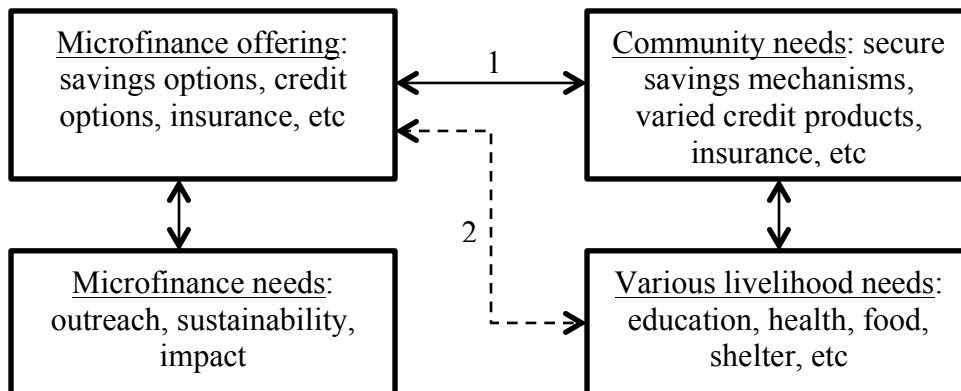 Microfinance offering:
savings options, credit
options, insurance, etc
1
Community needs: secure
savings mechanisms,
varied credit products,
insurance, etc
2
Microfinance needs:
outreach, sustainability,
impact
Various livelihood needs:
education, health, food,
shelter, etc